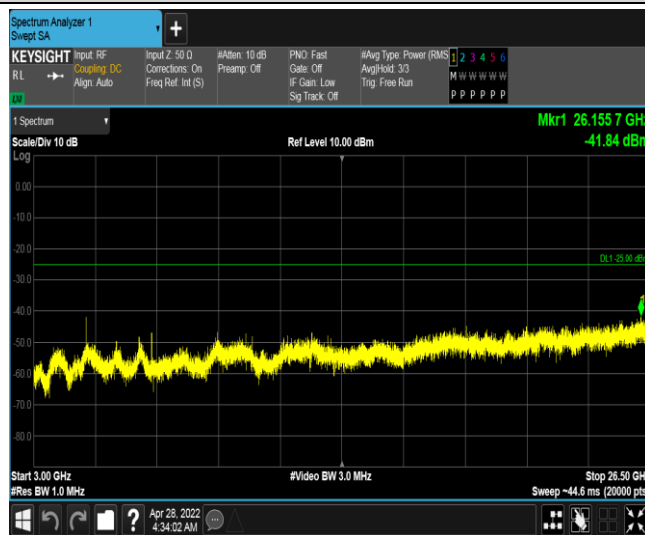 Spectrum Analyzer 1
Swept SA
+
KEYSIGHT Input: RF Input Z: 50 Ω #Atten: 10 dB PNO: Fast #Avg Type: Power (RMS 1 2 3 4 5 6
RL Coupling: DC Corrections: On Preamp: Off Gate: Off Avg|Hold: 3/3 M W W W W W
Align: Auto Freq Ref: Int (S) IF Gain: Low Trig: Free Run
Sig Track: Off P P P P P P
1 Spectrum
Mkr1 26.155 7 GH
Scale/Div 10 dB Ref Level 10.00 dBm -41.84 dBm
Log
0.00
-10.0
-20.0
DL1 -25.00 dB
-30.0
-40.0
-50.0
-60.0
-70.0
-80.0
Start 3.00 GHz #Video BW 3.0 MHz Stop 26.50 GH
#Res BW 1.0 MHz Sweep ~44.6 ms (20000 pts
? Apr 28, 2022
4:34:02 AM